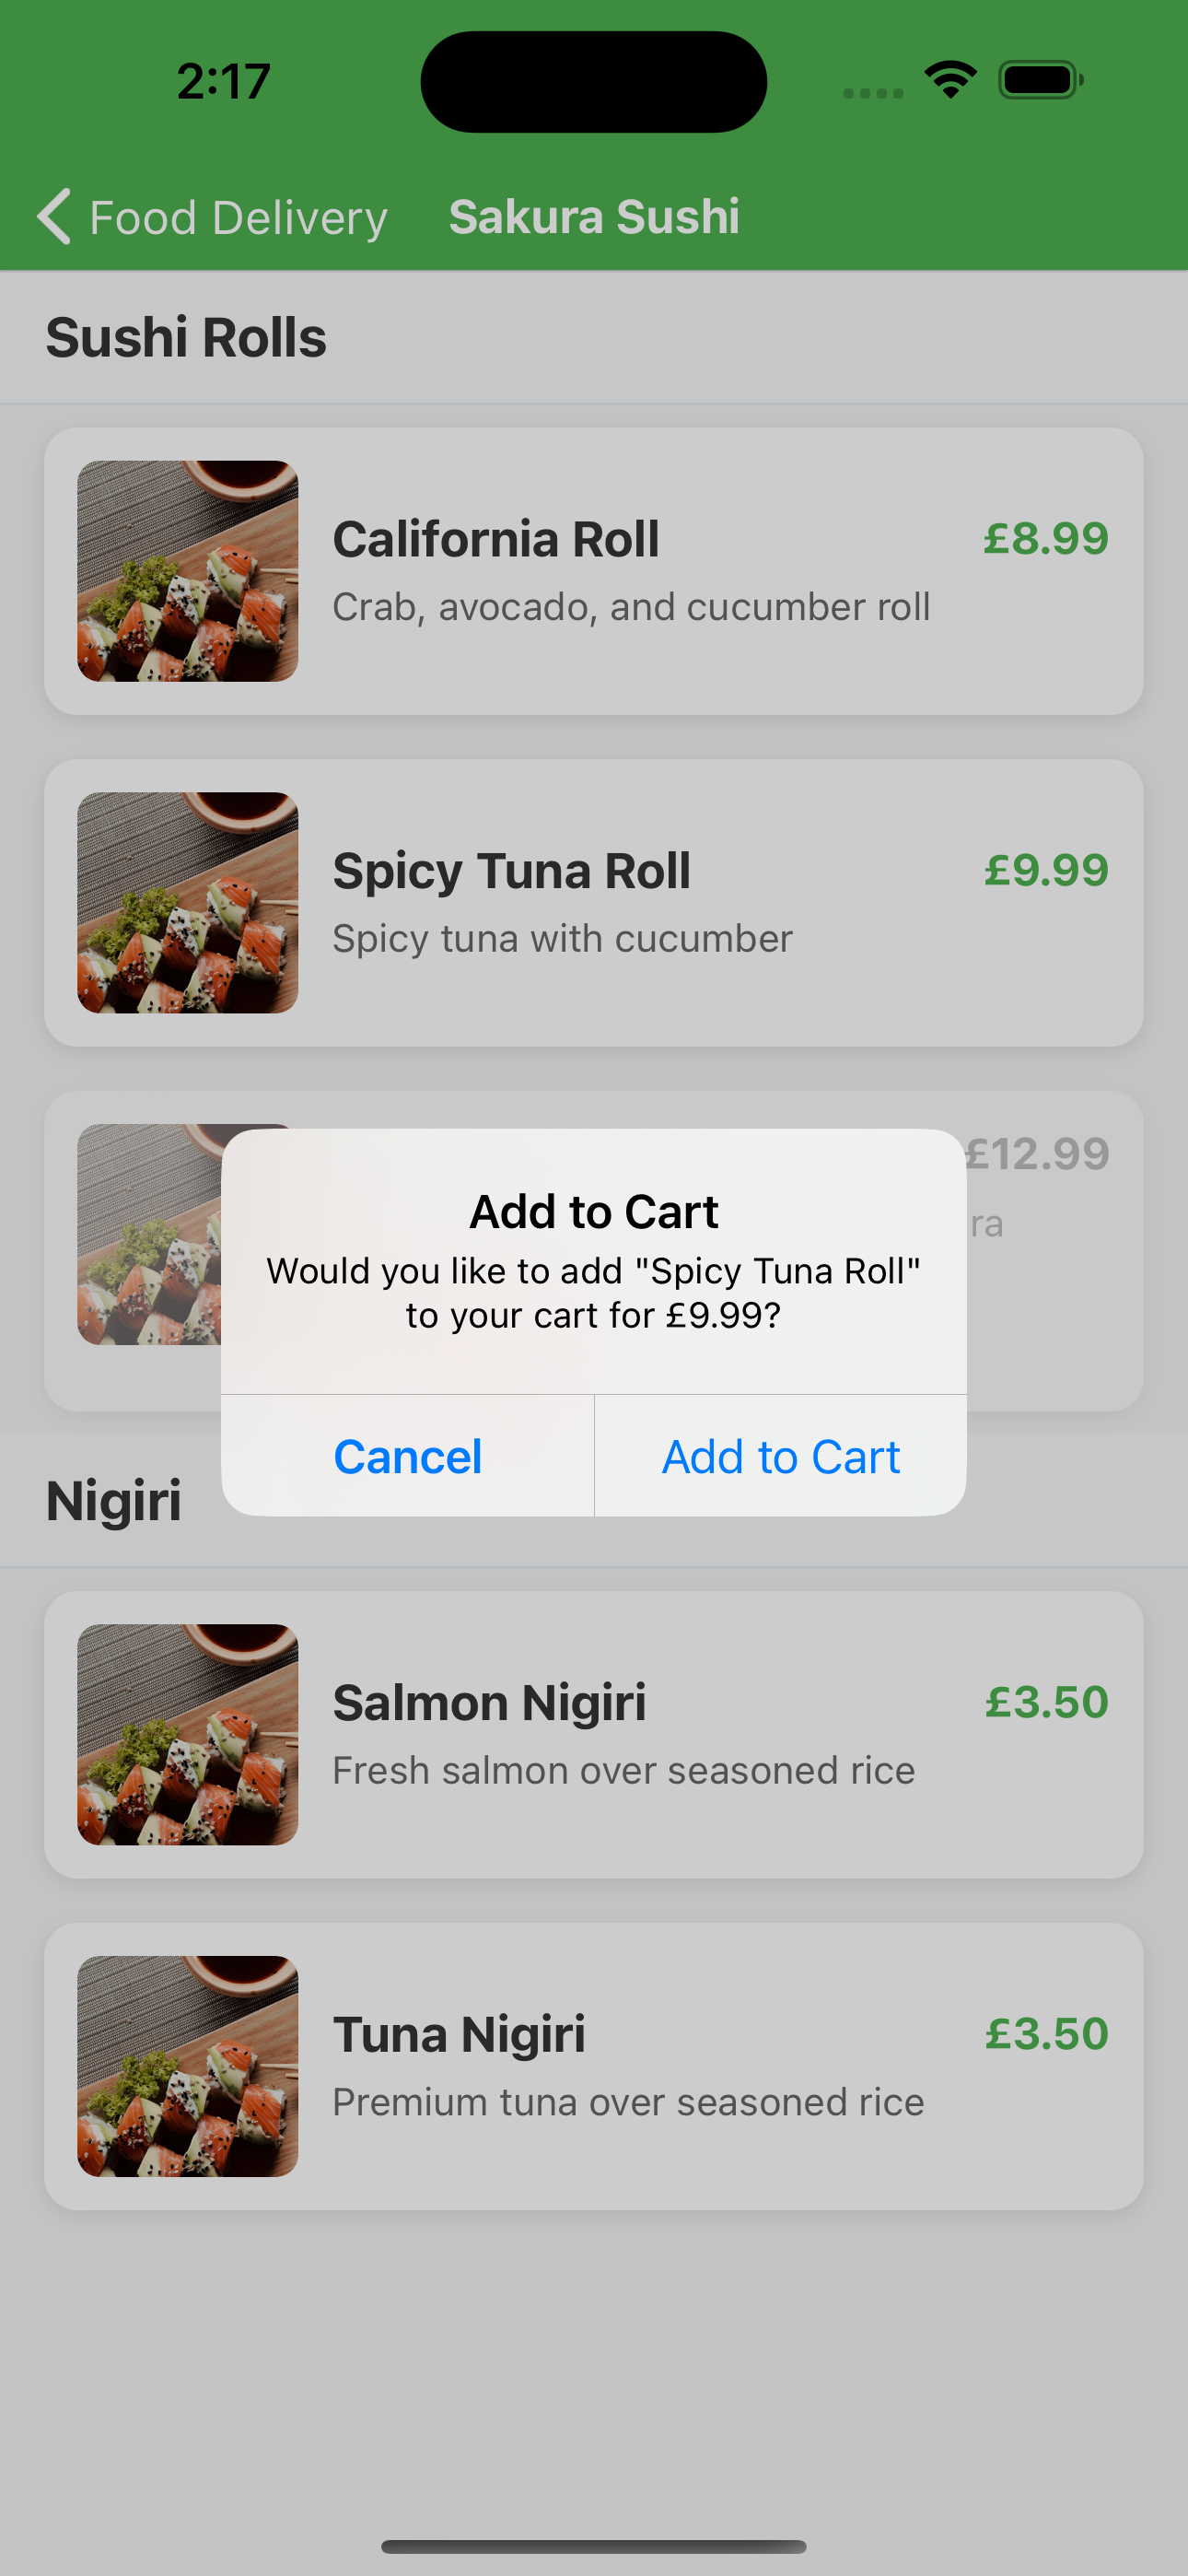 2:17
Food Delivery
Sakura Sushi
Sushi Rolls
California Roll
£8.99
Crab, avocado, and cucumber roll
Spicy Tuna Roll
£9.99
Spicy tuna with cucumber
£12.99
ra
Add to Cart
Would you like to add "Spicy Tuna Roll"
to your cart for £9.99?
Cancel
Add to Cart
Nigiri
Salmon Nigiri
£3.50
Fresh salmon over seasoned rice
Tuna Nigiri
£3.50
Premium tuna over seasoned rice